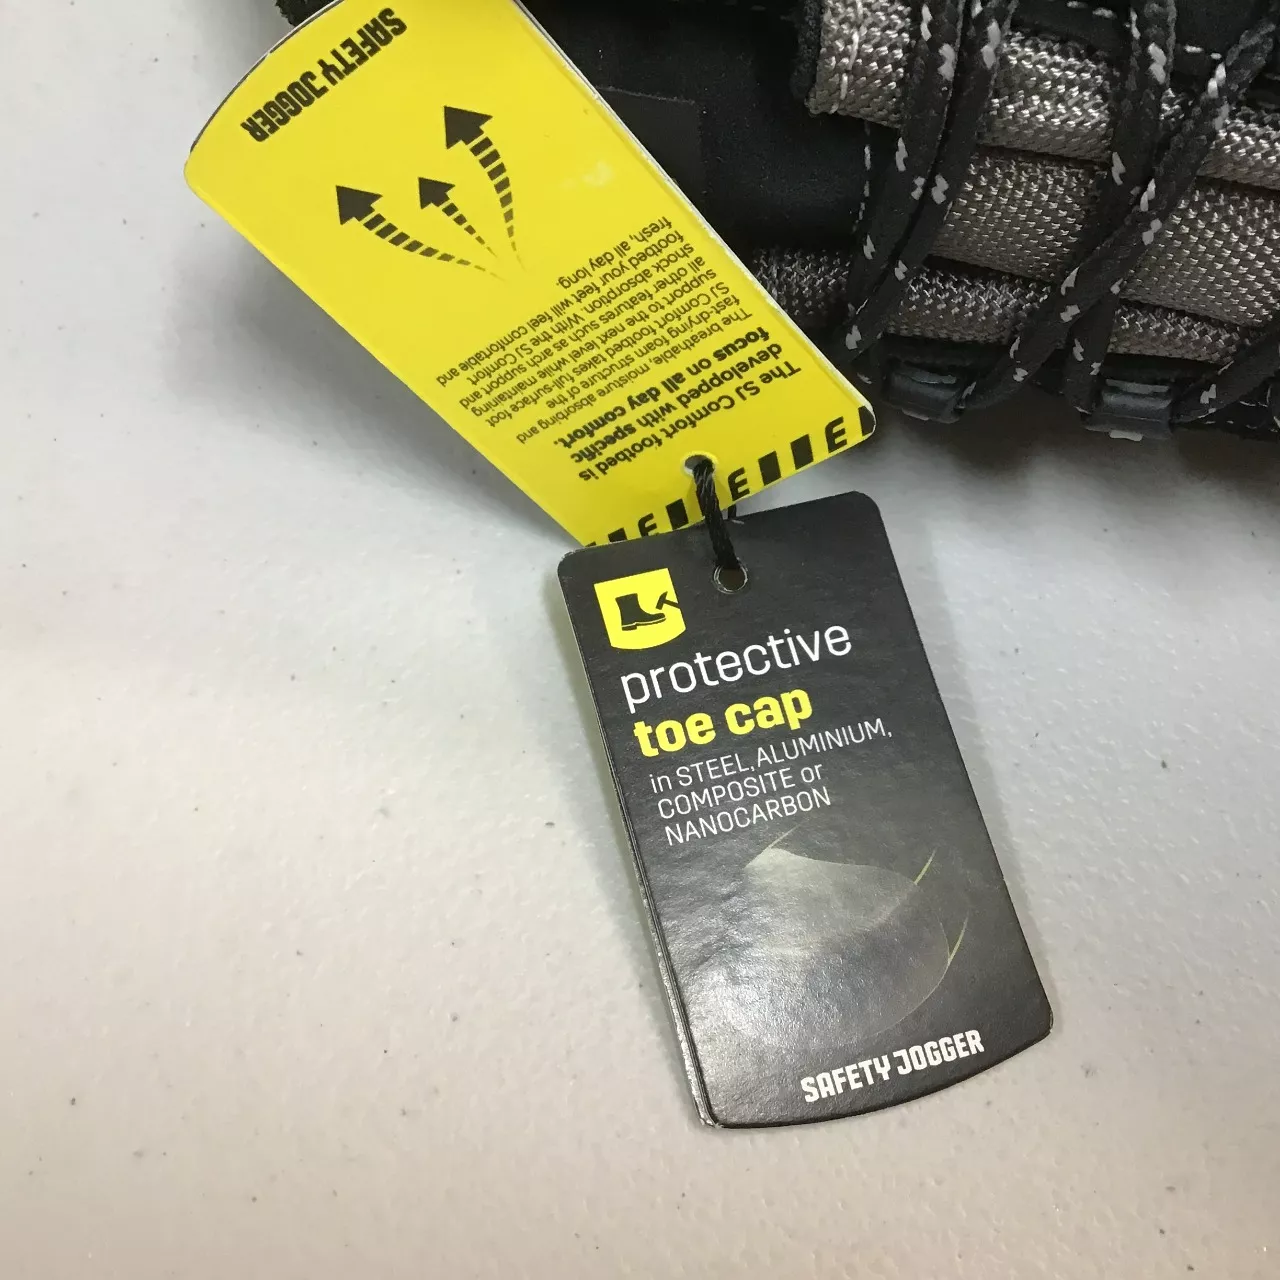 SAFETY JOGGER
The SJ Comfort footbed is
developped with specific
focus on all day comfort.
The breathable, moisture absorbing and
fast-drying foam structure of the
SJ Comfort footbed takes full-surface foot
support to the next level while maintaining
all other features such as arch support and
shock absorption. With the SJ Comfort
footbed your feet will feel comfortable and
fresh, all day long.
protective
toe cap
in STEEL, ALUMINIUM,
COMPOSITE or
NANOCARBON
SAFETY JOGGER